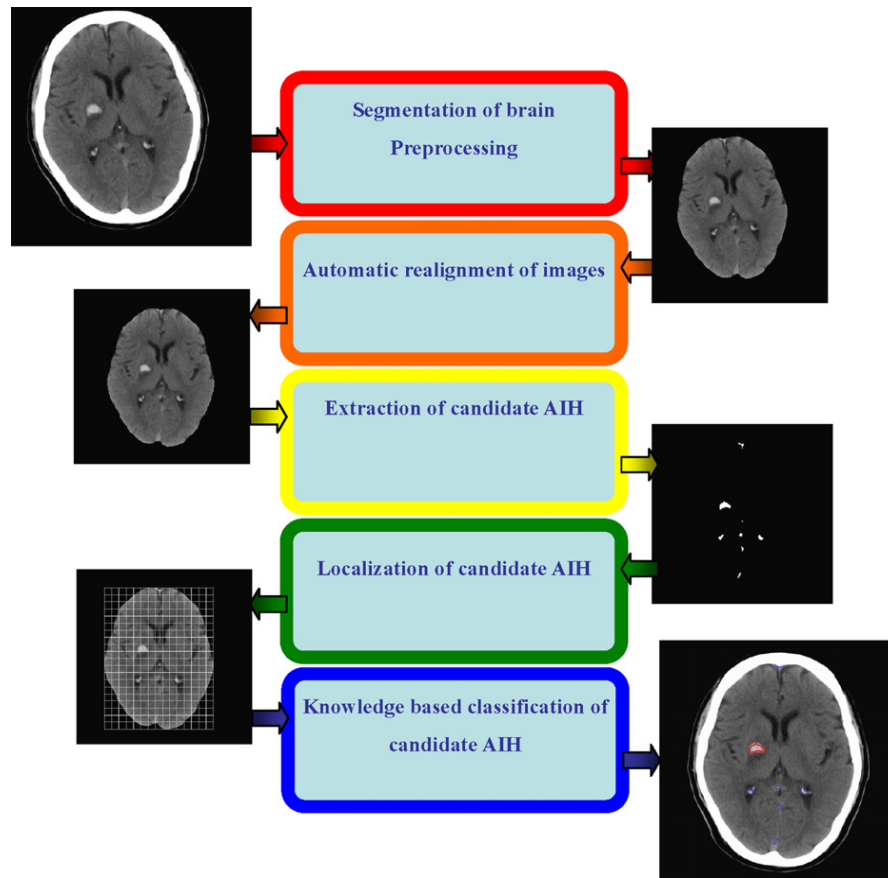 Segmentation of brain
Preprocessing
Automatic realignment of images
Extraction of candidate AIH
Localization of candidate AIH
Knowledge based classification of
candidate AIH